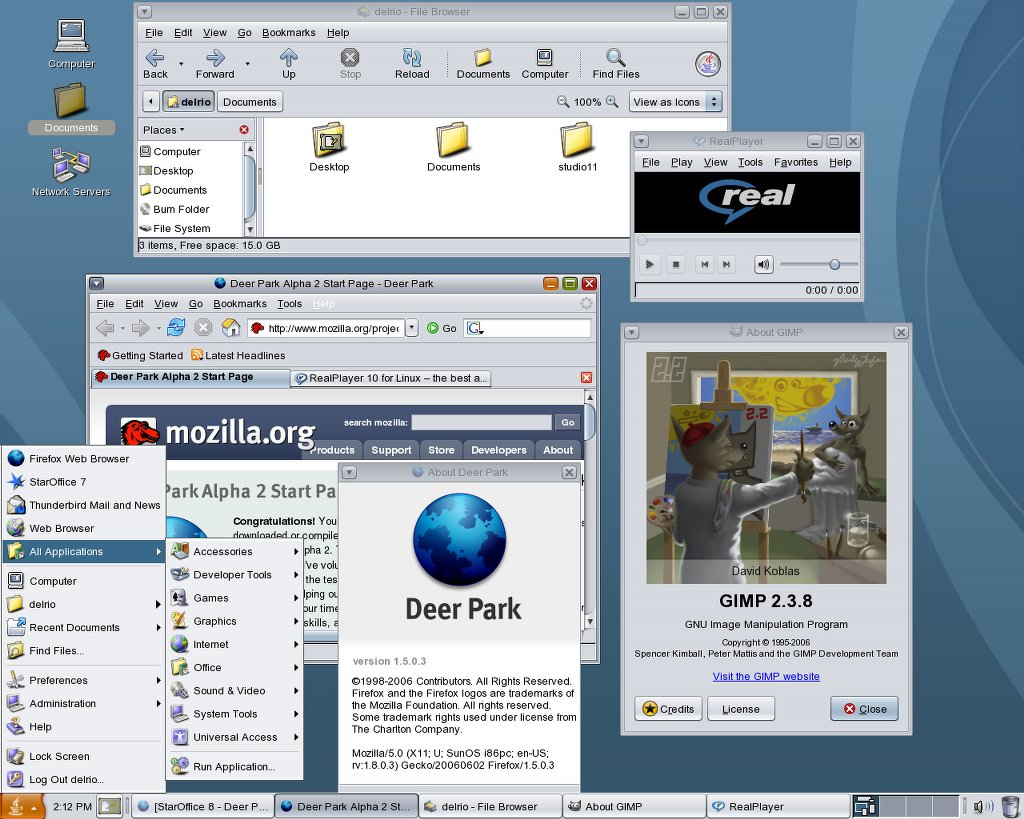 Computer
Documents
Network Servers
delrio - File Browser
File Edit View Go Bookmarks Help
Back Forward Up Stop Reload Documents Computer Find Files
delrio Documents 100% View as Icons
Places
Computer
Desktop
Documents
Burn Folder
File System
Desktop Documents studio11
3 items, Free space: 15.0 GB
RealPlayer
File Play View Tools Favorites Help
real
0:00 / 0:00
Deer Park Alpha 2 Start Page - Deer Park
File Edit View Go Bookmarks Tools Help
http://www.mozilla.org/projec Go G
Getting Started Latest Headlines
Deer Park Alpha 2 Start Page RealPlayer 10 for Linux – the best a...
search mozilla: Go
mozilla.org
Products Support Store Developers About
Park Alpha 2 Start Pa
Congratulations! You
downloaded or compile
pha 2.
've volu
the tes
lping ou
our time
skills, a
About Deer Park
Deer Park
version 1.5.0.3
©1998-2006 Contributors. All Rights Reserved.
Firefox and the Firefox logos are trademarks of
the Mozilla Foundation. All rights reserved.
Some trademark rights used under license from
The Charlton Company.
Mozilla/5.0 (X11; U; SunOS i86pc; en-US;
rv:1.8.0.3) Gecko/20060602 Firefox/1.5.0.3
About GIMP
2.2
2.2
David Koblas
GIMP 2.3.8
GNU Image Manipulation Program
Copyright © 1995-2006
Spencer Kimball, Peter Mattis and the GIMP Development Team
Visit the GIMP website
Credits License Close
Firefox Web Browser
StarOffice 7
Thunderbird Mail and News
Web Browser
All Applications
Computer
delrio
Recent Documents
Find Files...
Preferences
Administration
Help
Lock Screen
Log Out delrio...
Accessories
Developer Tools
Games
Graphics
Internet
Office
Sound & Video
System Tools
Universal Access
Run Application...
2:12 PM [StarOffice 8 - Deer P... Deer Park Alpha 2 St... delrio - File Browser About GIMP RealPlayer